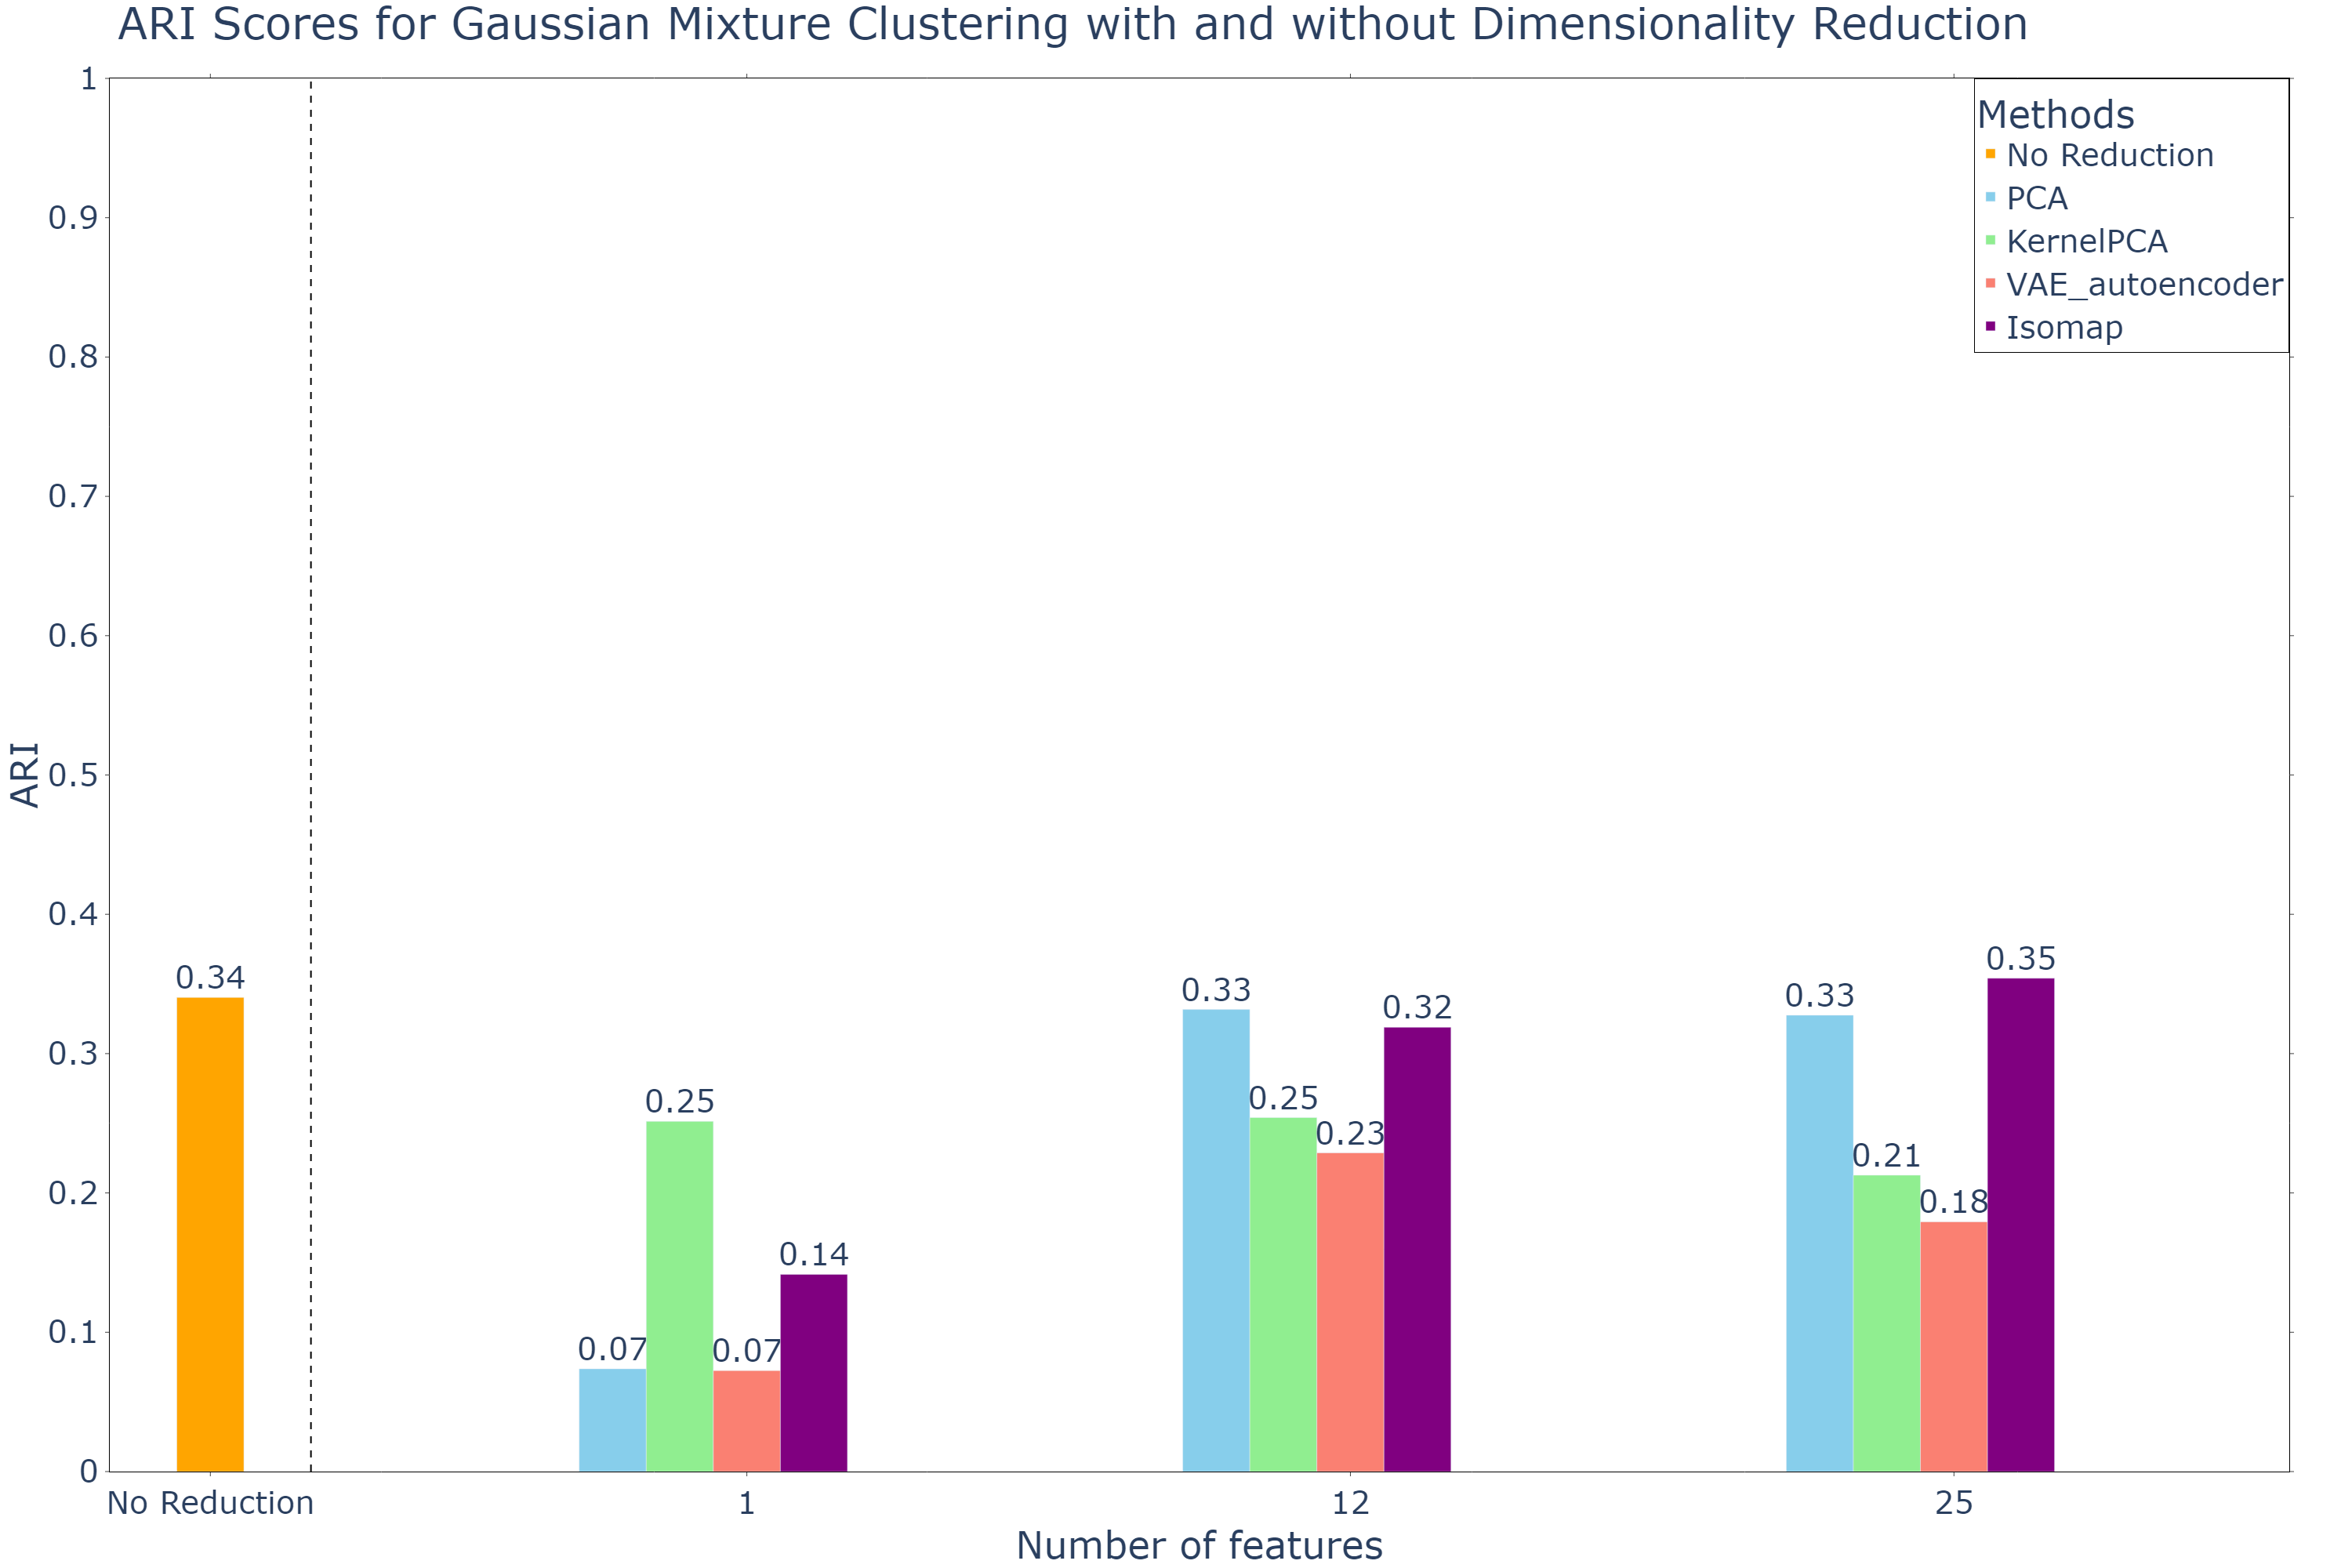 ARI Scores for Gaussian Mixture Clustering with and without Dimensionality Reduction
Methods
No Reduction
PCA
KernelPCA
VAE_autoencoder
Isomap
ARI
1
0.9
0.8
0.7
0.6
0.5
0.4
0.3
0.2
0.1
0
0.34
0.07
0.25
0.07
0.14
0.33
0.25
0.23
0.32
0.33
0.21
0.18
0.35
No Reduction 1 12 25
Number of features